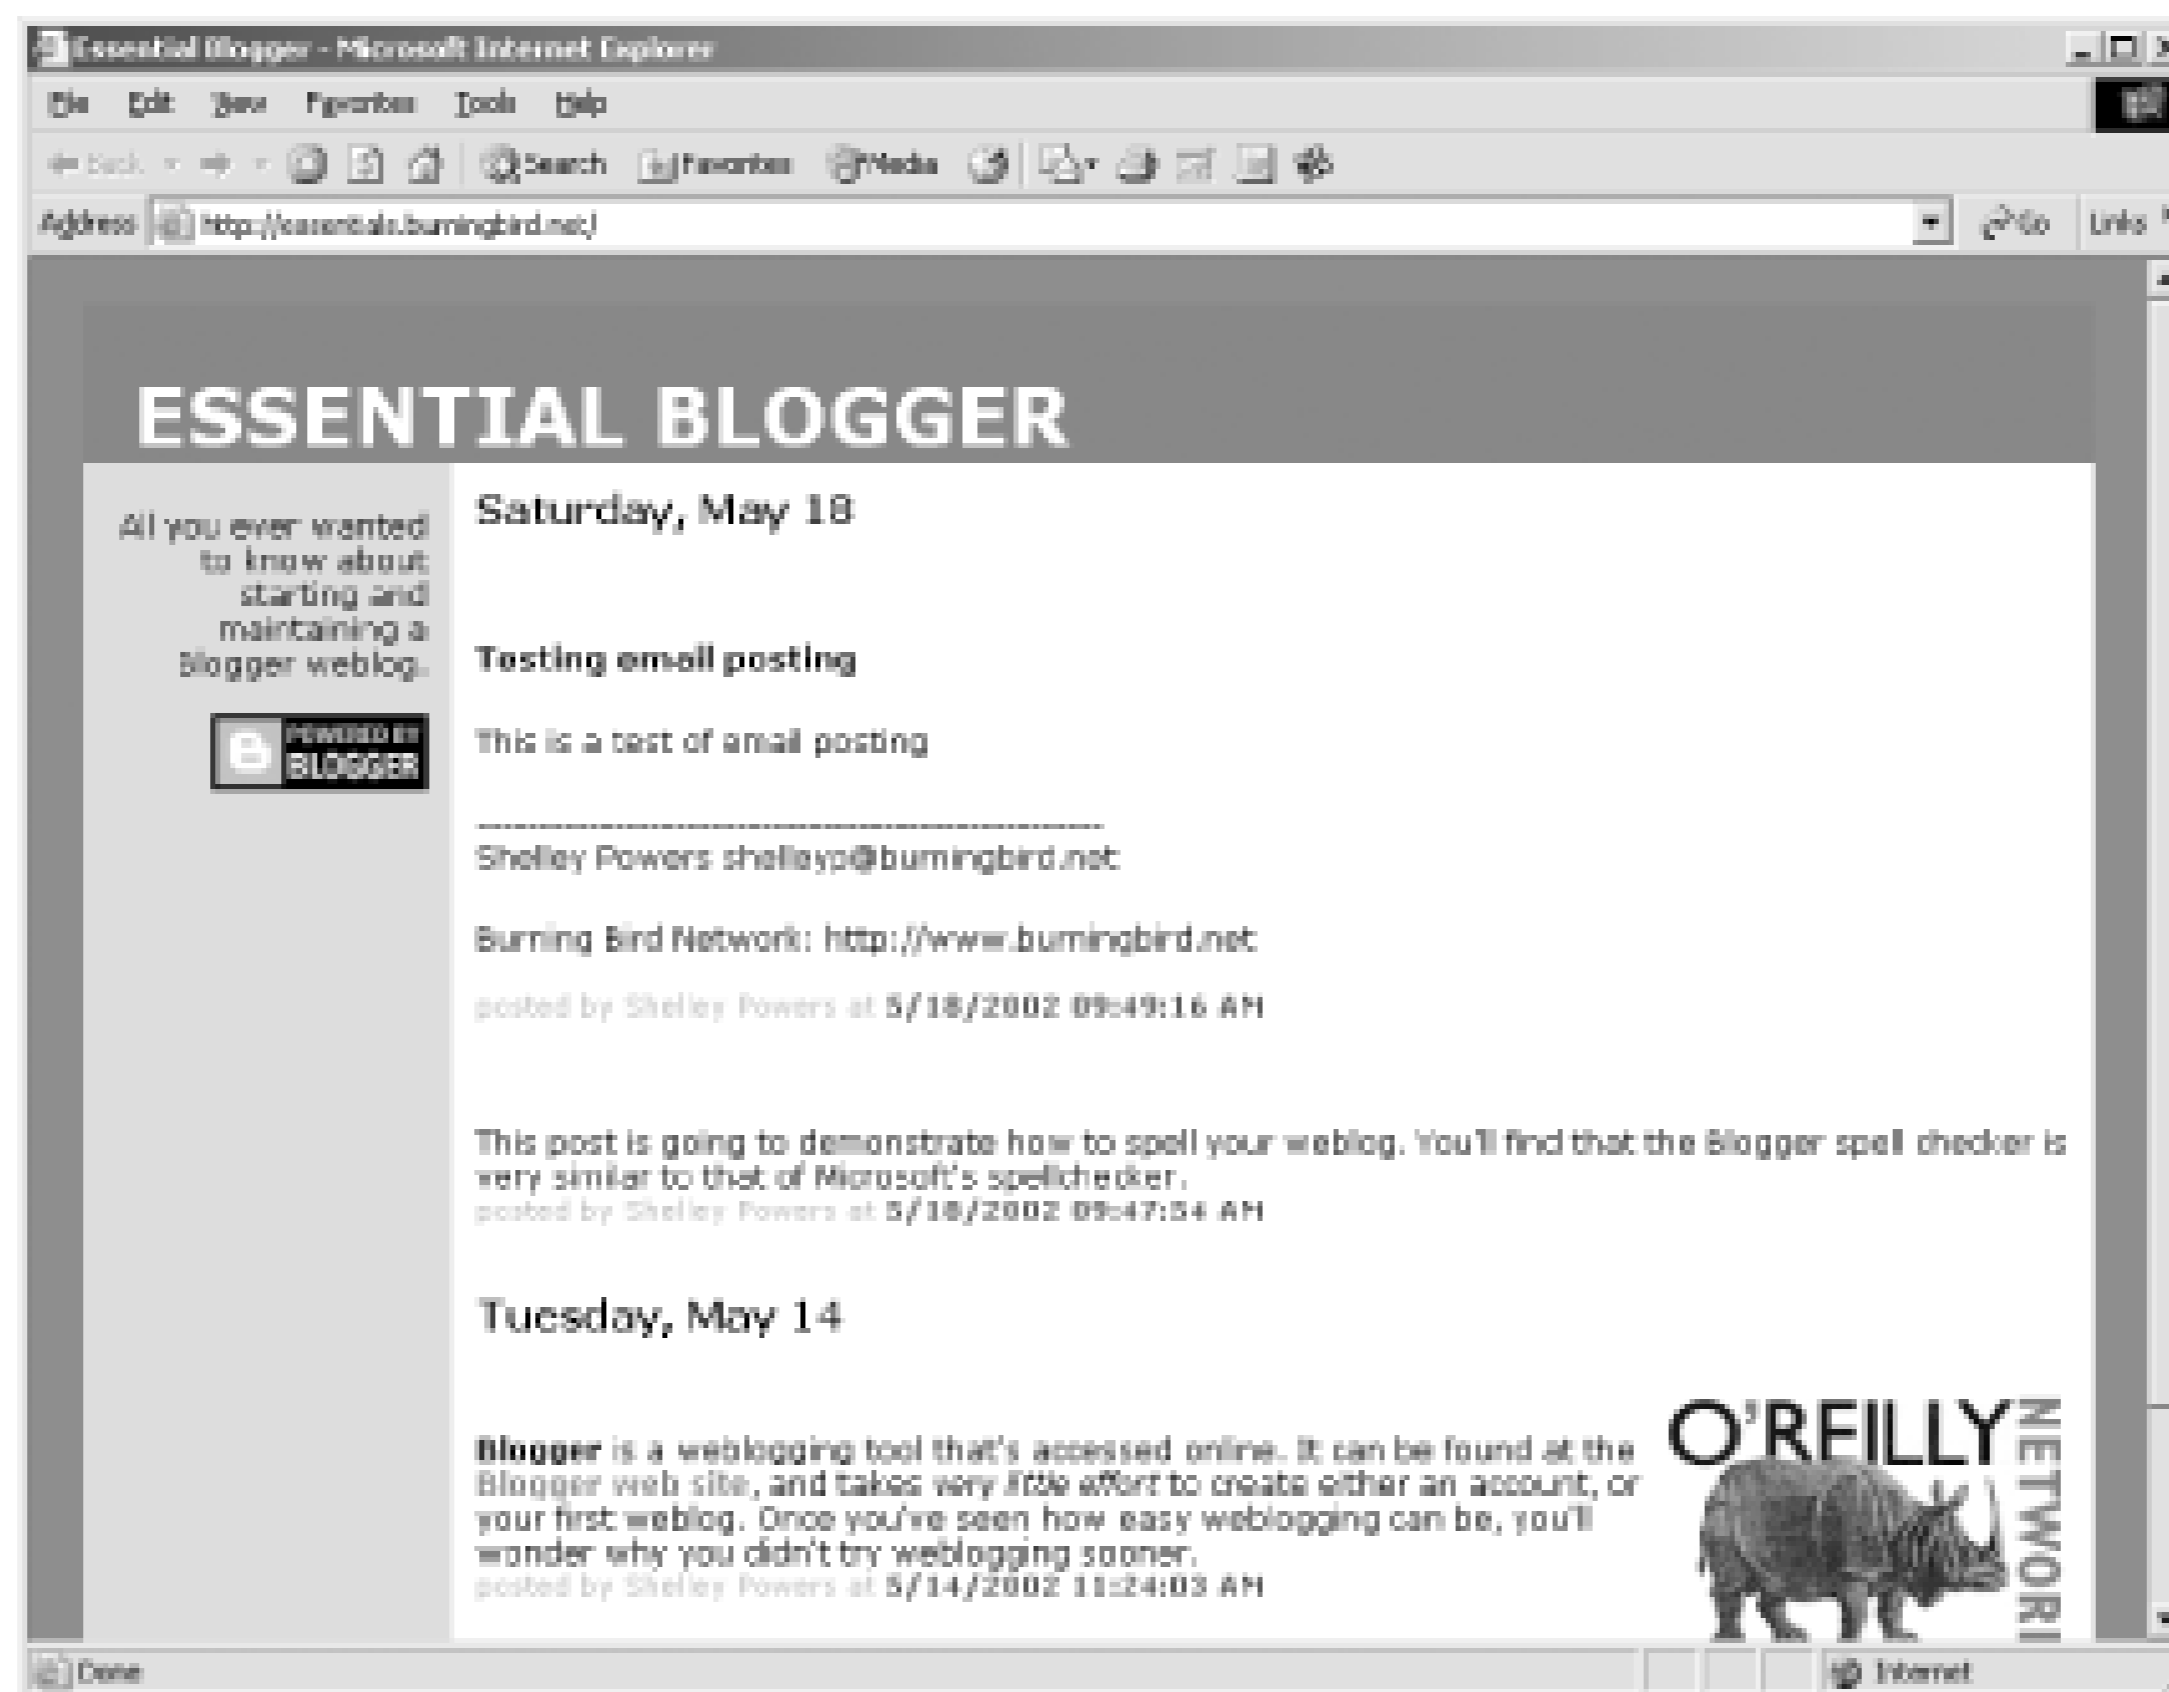 Essential Blogger - Microsoft Internet Explorer
File Edit View Favorites Tools Help
Back Search Favorites Media
Address http://essentials.burningbird.net/ Go Links
ESSENTIAL BLOGGER
All you ever wanted
to know about
starting and
maintaining a
Blogger weblog.
POWERED BY
BLOGGER
Saturday, May 18
Testing email posting
This is a test of email posting
Shelley Powers shelleyp@burningbird.net
Burning Bird Network: http://www.burningbird.net
posted by Shelley Powers at 5/18/2002 09:49:16 AM
This post is going to demonstrate how to spell your weblog. You'll find that the Blogger spell checker is
very similar to that of Microsoft's spellchecker.
posted by Shelley Powers at 5/18/2002 09:47:54 AM
Tuesday, May 14
Blogger is a weblogging tool that's accessed online. It can be found at the
Blogger web site, and takes very little effort to create either an account, or
your first weblog. Once you've seen how easy weblogging can be, you'll
wonder why you didn't try weblogging sooner.
posted by Shelley Powers at 5/14/2002 11:24:03 AM
O'REILLY
NETWORK
Done Internet